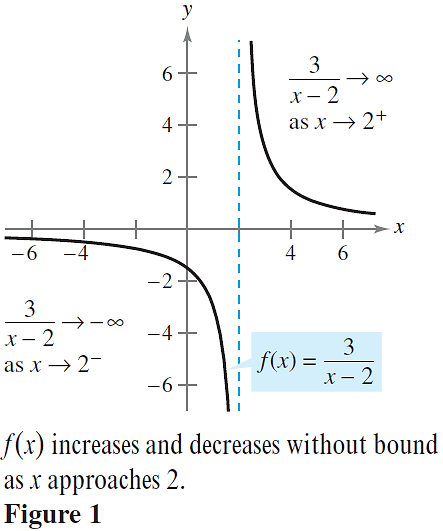 y
6
3/(x – 2) → ∞
as x → 2⁺
4
2
x
–6 –4 4 6
–2
3/(x – 2) → –∞
as x → 2⁻
–4
f(x) = 3/(x – 2)
–6
f(x) increases and decreases without bound
as x approaches 2.
Figure 1